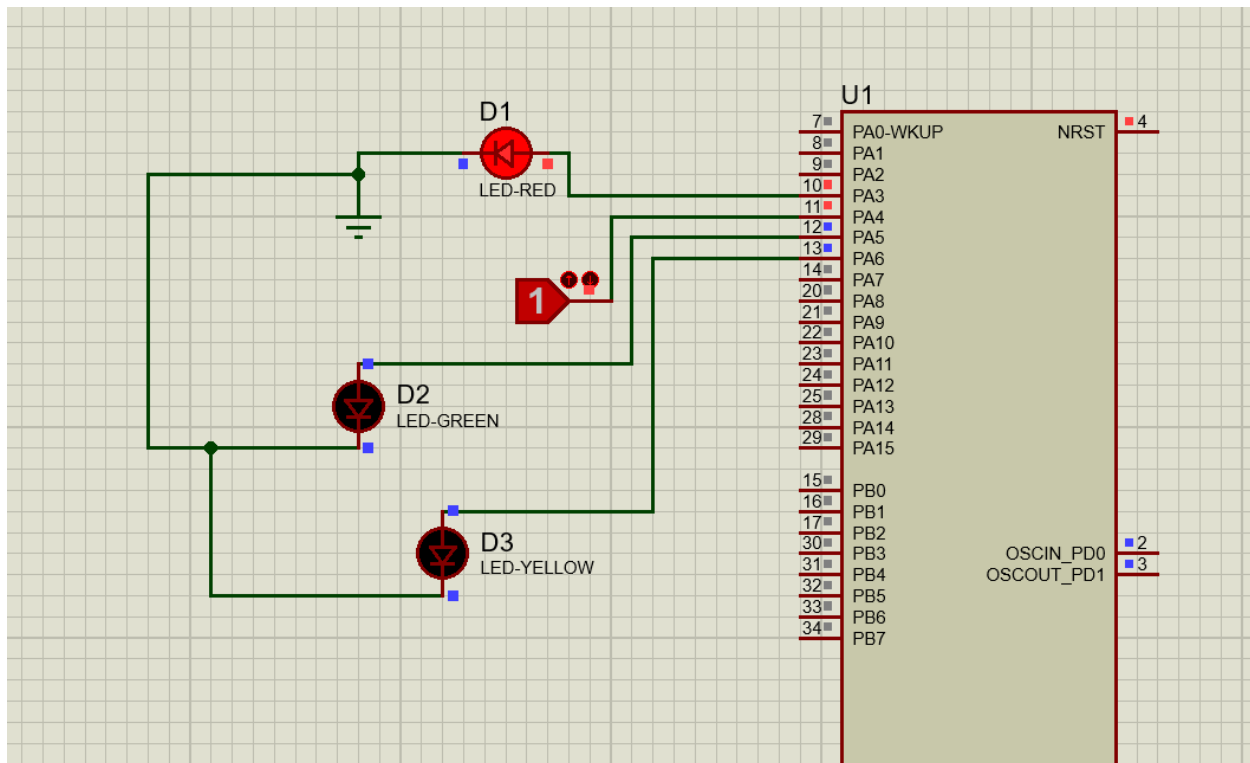 U1
D1
LED-RED
7 PA0-WKUP
8 PA1
9 PA2
10 PA3
11 PA4
12 PA5
13 PA6
14 PA7
20 PA8
21 PA9
22 PA10
23 PA11
24 PA12
25 PA13
28 PA14
29 PA15
15 PB0
16 PB1
17 PB2
30 PB3
31 PB4
32 PB5
33 PB6
34 PB7
NRST 4
OSCIN_PD0 2
OSCOUT_PD1 3
1
D2
LED-GREEN
D3
LED-YELLOW